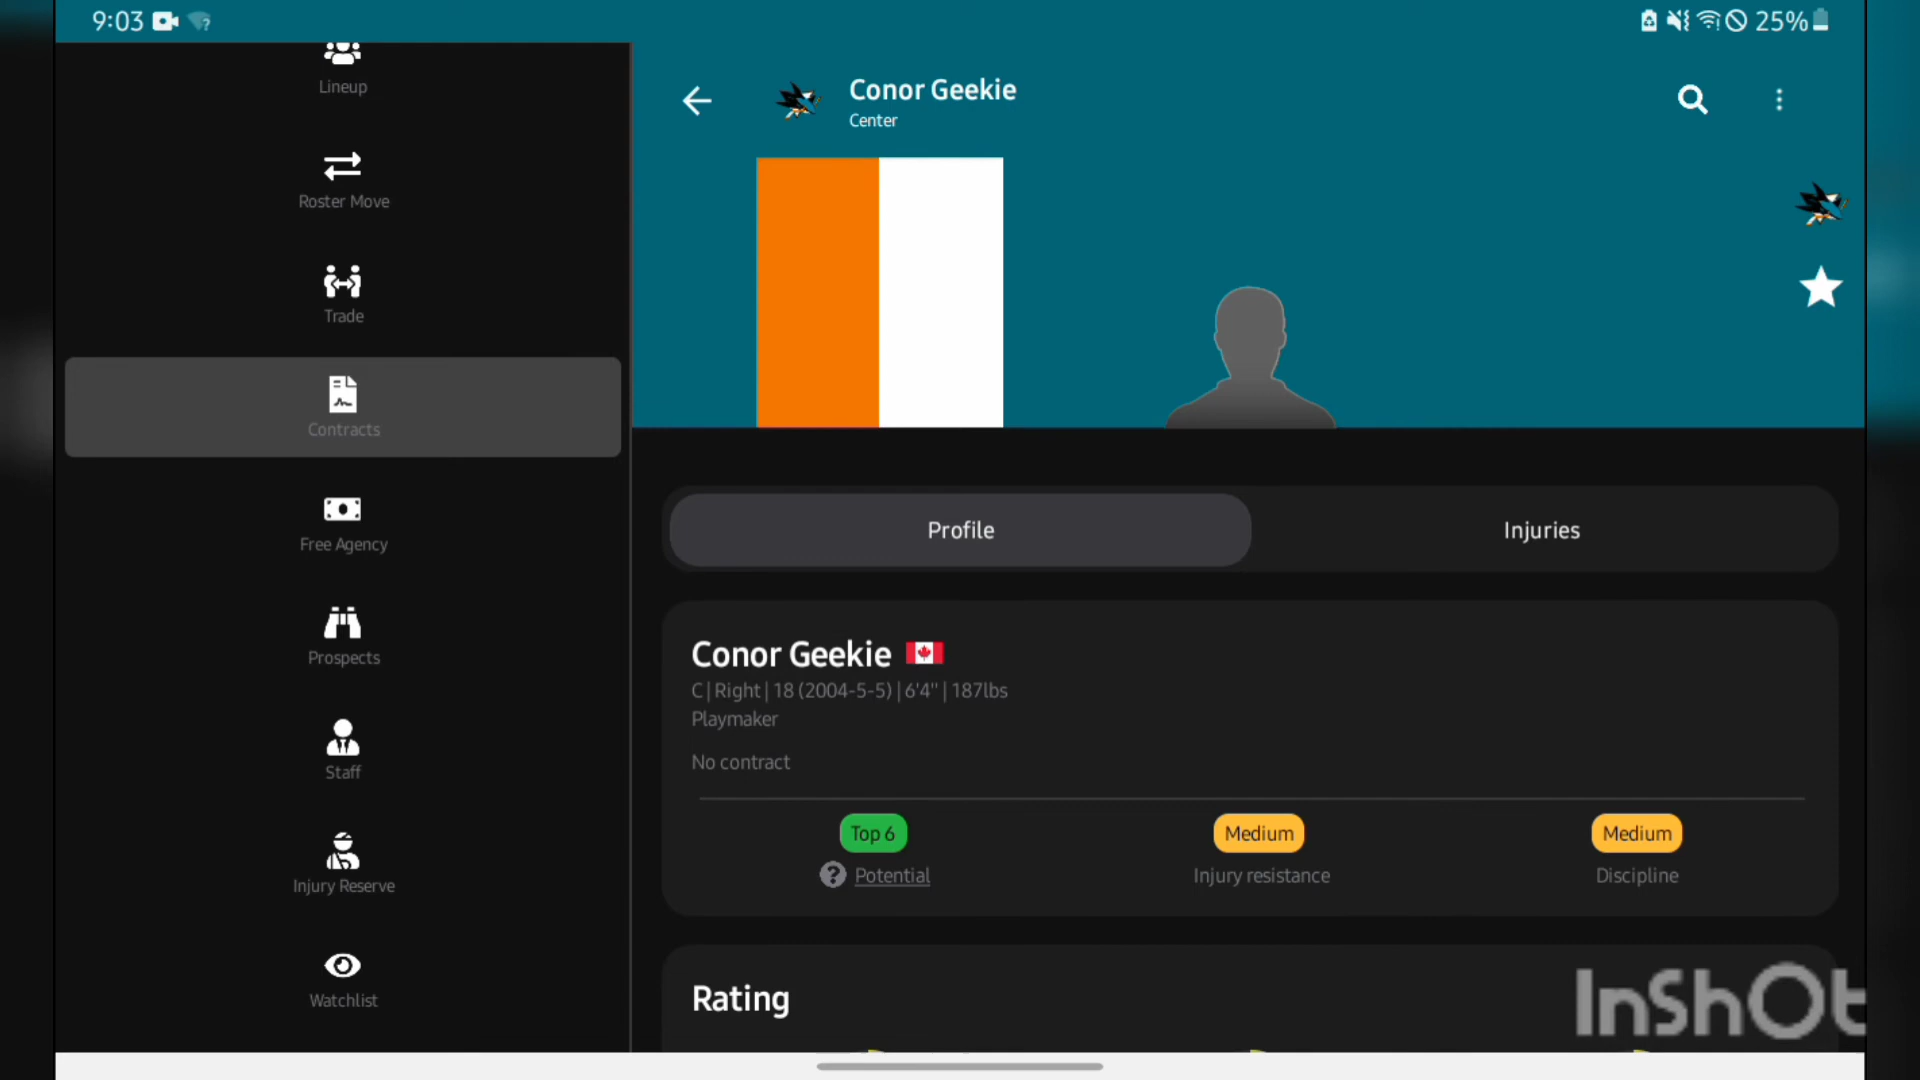 9:03
25%
Lineup
Roster Move
Trade
Contracts
Free Agency
Prospects
Staff
Injury Reserve
Watchlist
Conor Geekie
Center
Profile
Injuries
Conor Geekie
C | Right | 18 (2004-5-5) | 6'4" | 187lbs
Playmaker
No contract
Top 6
Medium
Medium
? Potential
Injury resistance
Discipline
Rating
InShOt